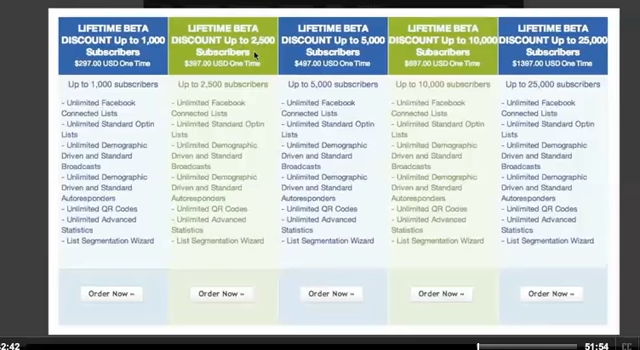 LIFETIME BETA
DISCOUNT Up to 1,000
Subscribers
$297.00 USD One Time
Up to 1,000 subscribers
- Unlimited Facebook
Connected Lists
- Unlimited Standard Optin
Lists
- Unlimited Demographic
Driven and Standard
Broadcasts
- Unlimited Demographic
Driven and Standard
Autoresponders
- Unlimited QR Codes
- Unlimited Advanced
Statistics
- List Segmentation Wizard
Order Now »
LIFETIME BETA
DISCOUNT Up to 2,500
Subscribers
$397.00 USD One Time
Up to 2,500 subscribers
- Unlimited Facebook
Connected Lists
- Unlimited Standard Optin
Lists
- Unlimited Demographic
Driven and Standard
Broadcasts
- Unlimited Demographic
Driven and Standard
Autoresponders
- Unlimited QR Codes
- Unlimited Advanced
Statistics
- List Segmentation Wizard
Order Now »
LIFETIME BETA
DISCOUNT Up to 5,000
Subscribers
$497.00 USD One Time
Up to 5,000 subscribers
- Unlimited Facebook
Connected Lists
- Unlimited Standard Optin
Lists
- Unlimited Demographic
Driven and Standard
Broadcasts
- Unlimited Demographic
Driven and Standard
Autoresponders
- Unlimited QR Codes
- Unlimited Advanced
Statistics
- List Segmentation Wizard
Order Now »
LIFETIME BETA
DISCOUNT Up to 10,000
Subscribers
$697.00 USD One Time
Up to 10,000 subscribers
- Unlimited Facebook
Connected Lists
- Unlimited Standard Optin
Lists
- Unlimited Demographic
Driven and Standard
Broadcasts
- Unlimited Demographic
Driven and Standard
Autoresponders
- Unlimited QR Codes
- Unlimited Advanced
Statistics
- List Segmentation Wizard
Order Now »
LIFETIME BETA
DISCOUNT Up to 25,000
Subscribers
$1397.00 USD One Time
Up to 25,000 subscribers
- Unlimited Facebook
Connected Lists
- Unlimited Standard Optin
Lists
- Unlimited Demographic
Driven and Standard
Broadcasts
- Unlimited Demographic
Driven and Standard
Autoresponders
- Unlimited QR Codes
- Unlimited Advanced
Statistics
- List Segmentation Wizard
Order Now »
2:42
51:54
CC